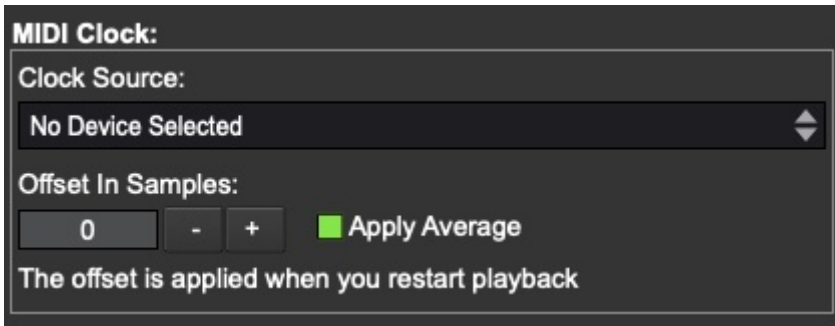 MIDI Clock:
Clock Source:
No Device Selected
Offset In Samples:
0 - + Apply Average
The offset is applied when you restart playback